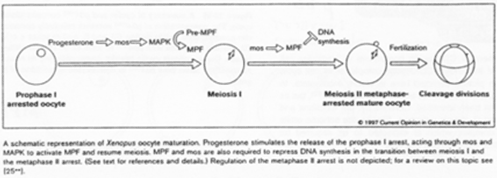 Progesterone mos MAPK Pre-MPF MPF
mos MPF DNA synthesis
Fertilization
Prophase I
arrested oocyte
Meiosis I
Meiosis II metaphase-
arrested mature oocyte
Cleavage divisions
© 1997 Current Opinion in Genetics & Development
A schematic representation of Xenopus oocyte maturation. Progesterone stimulates the release of the prophase I arrest, acting through mos and
MAPK to activate MPF and resume meiosis. MPF and mos are also required to repress DNA synthesis in the transition between meiosis I and
the metaphase II arrest. (See text for references and details.) Regulation of the metaphase II arrest is not depicted; for a review on this topic see
[25••].